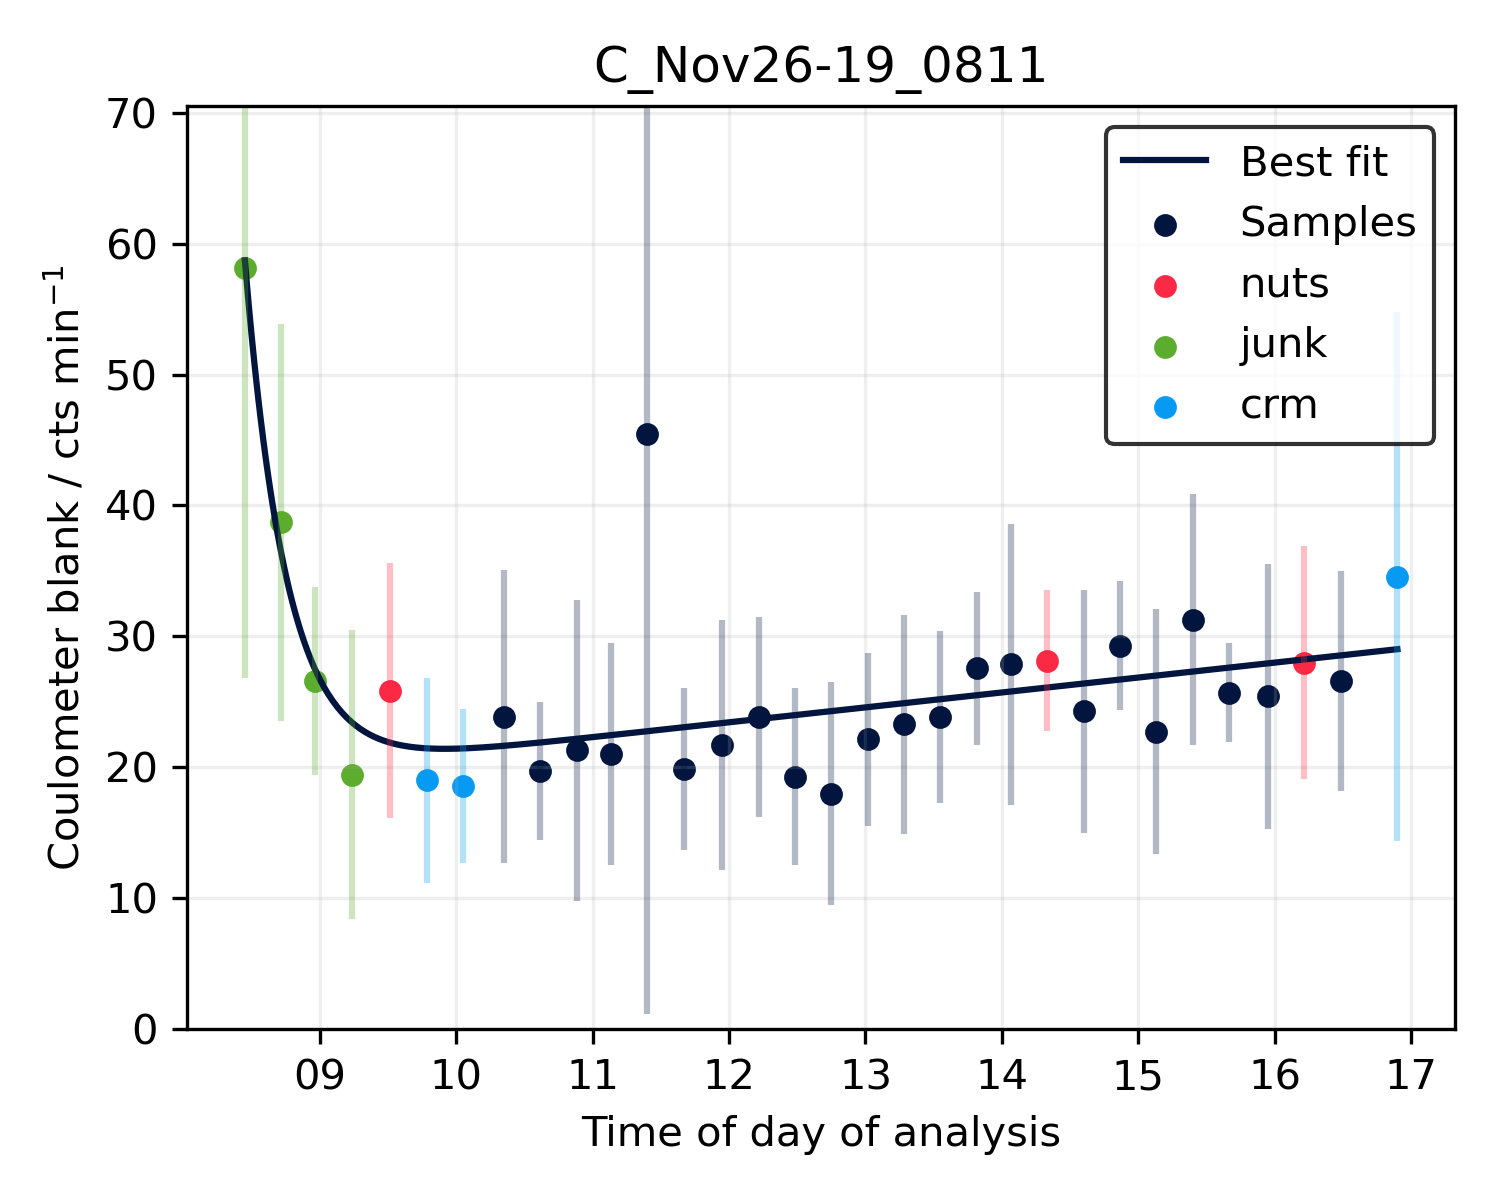 C_Nov26-19_0811
Coulometer blank / cts min⁻¹
70
60
50
40
30
20
10
0
Best fit
Samples
nuts
junk
crm
09 10 11 12 13 14 15 16 17
Time of day of analysis